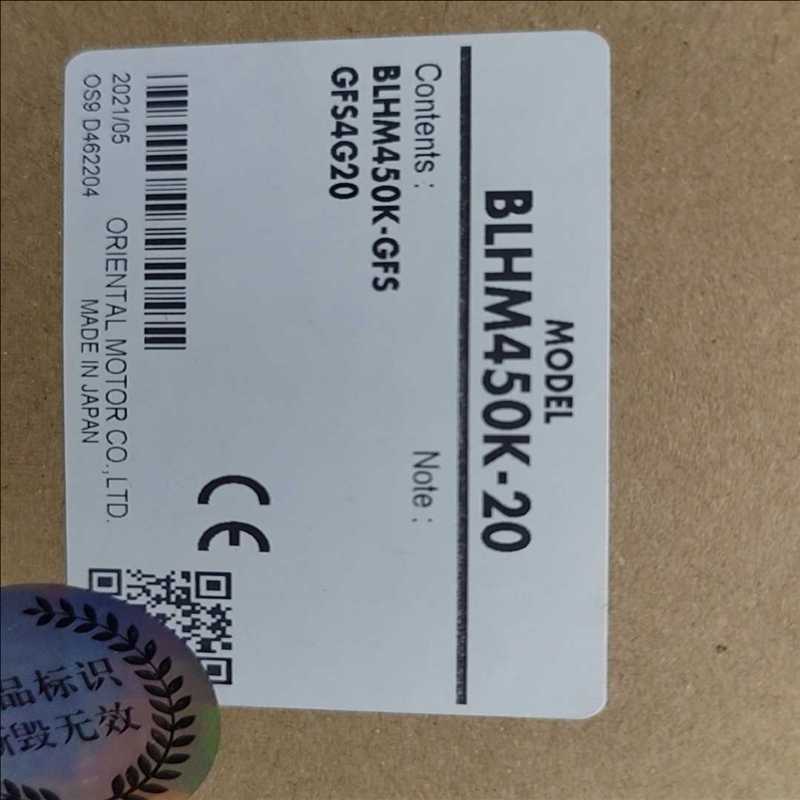 MODEL
BLHM450K-20
Contents :
Note :
BLHM450K-GFS
GFS4G20
2021/05
OS9 D462204
ORIENTAL MOTOR CO.,LTD.
MADE IN JAPAN
CE
品标识
毁无效